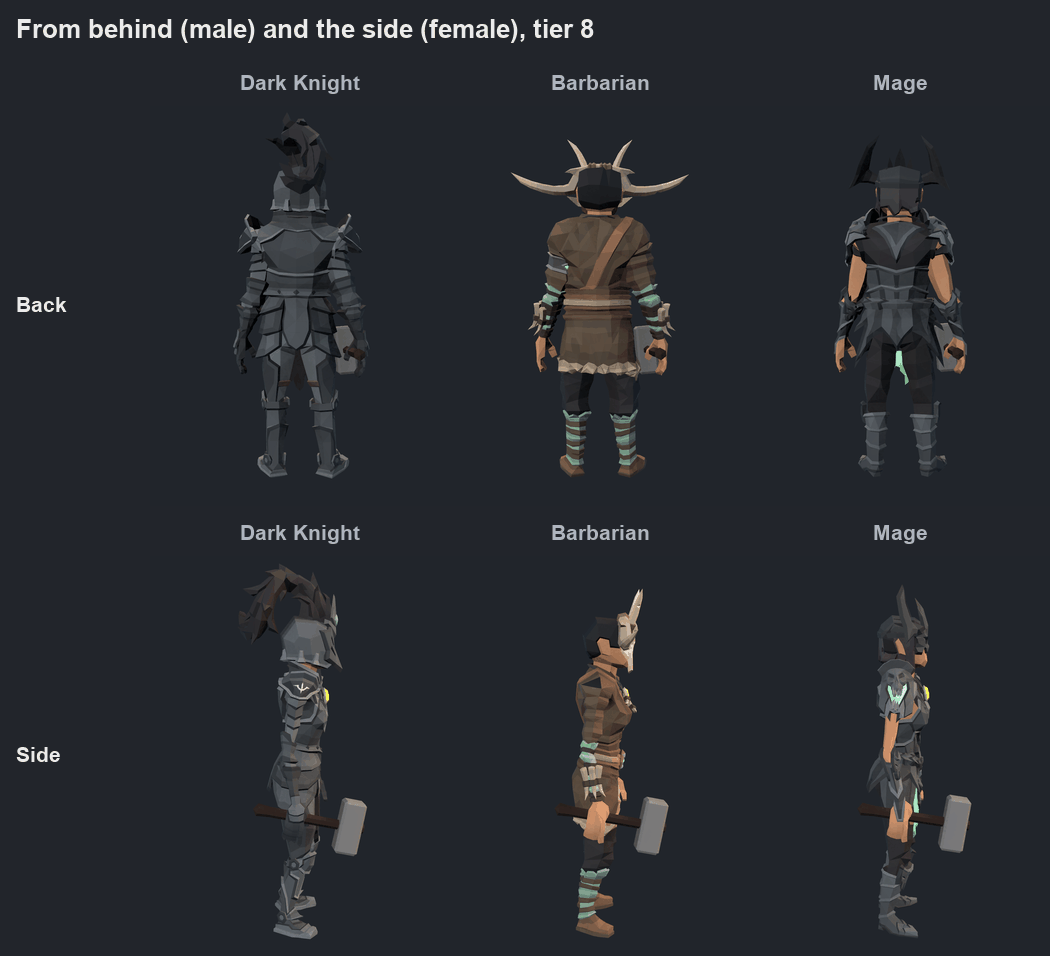 From behind (male) and the side (female), tier 8
Dark Knight
Barbarian
Mage
Back
Dark Knight
Barbarian
Mage
Side